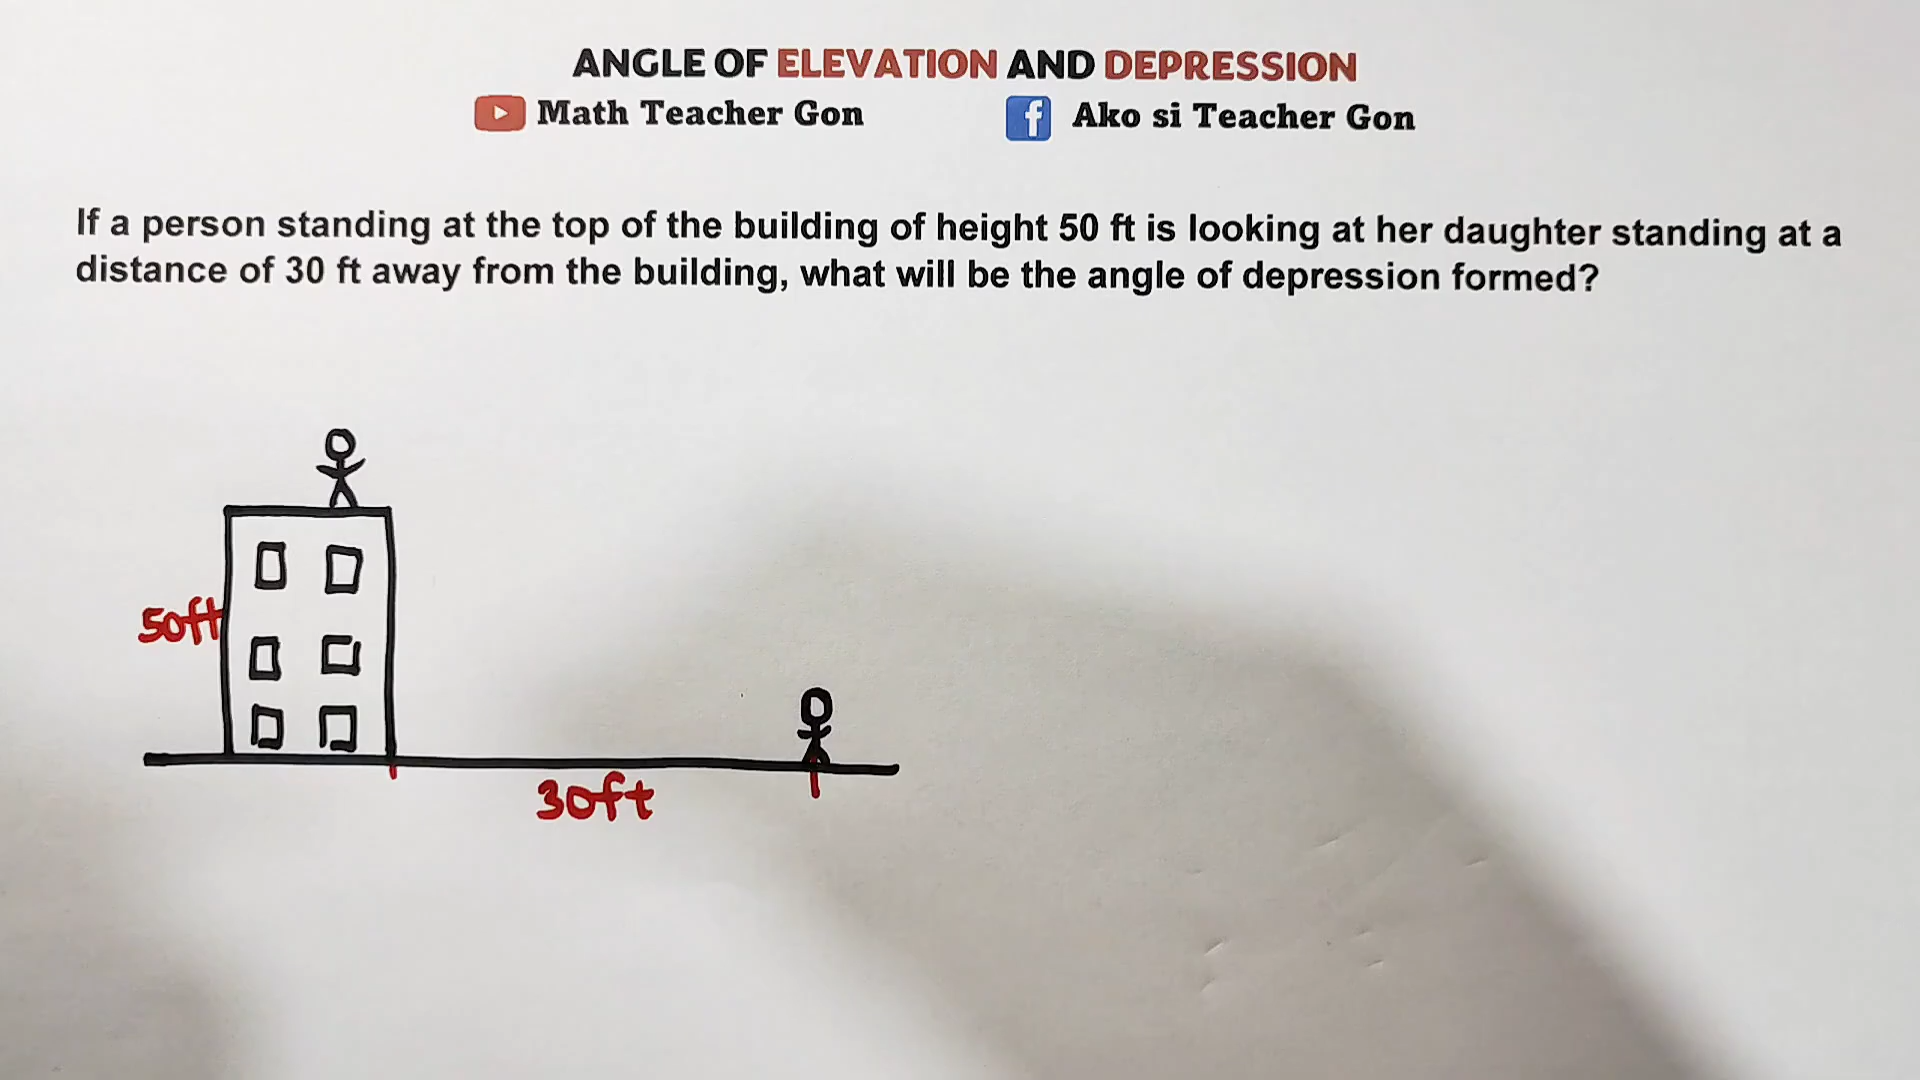 ANGLE OF ELEVATION AND DEPRESSION
Math Teacher Gon
Ako si Teacher Gon
If a person standing at the top of the building of height 50 ft is looking at her daughter standing at a
distance of 30 ft away from the building, what will be the angle of depression formed?
50ft
30ft